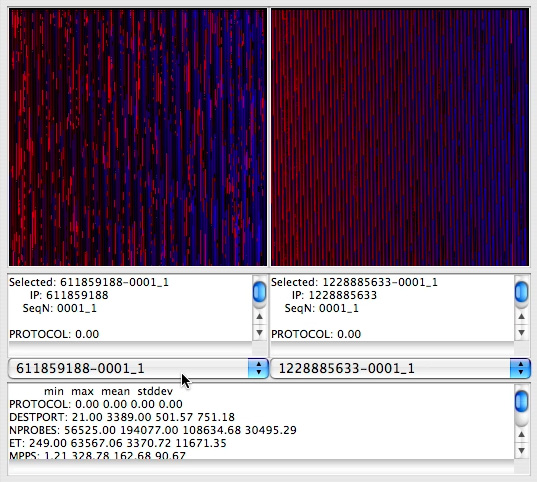 Selected: 611859188-0001_1
IP: 611859188
SeqN: 0001_1
PROTOCOL: 0.00
Selected: 1228885633-0001_1
IP: 1228885633
SeqN: 0001_1
PROTOCOL: 0.00
611859188-0001_1
1228885633-0001_1
min max mean stddev
PROTOCOL: 0.00 0.00 0.00 0.00
DESTPORT: 21.00 3389.00 501.57 751.18
NPROBES: 56525.00 194077.00 108634.68 30495.29
ET: 249.00 63567.06 3370.72 11671.35
MPPS: 1.21 328.78 162.68 90.67